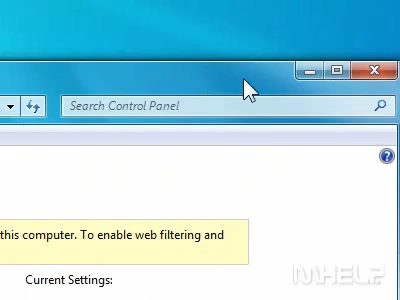 Search Control Panel
this computer. To enable web filtering and
Current Settings:
MHELP